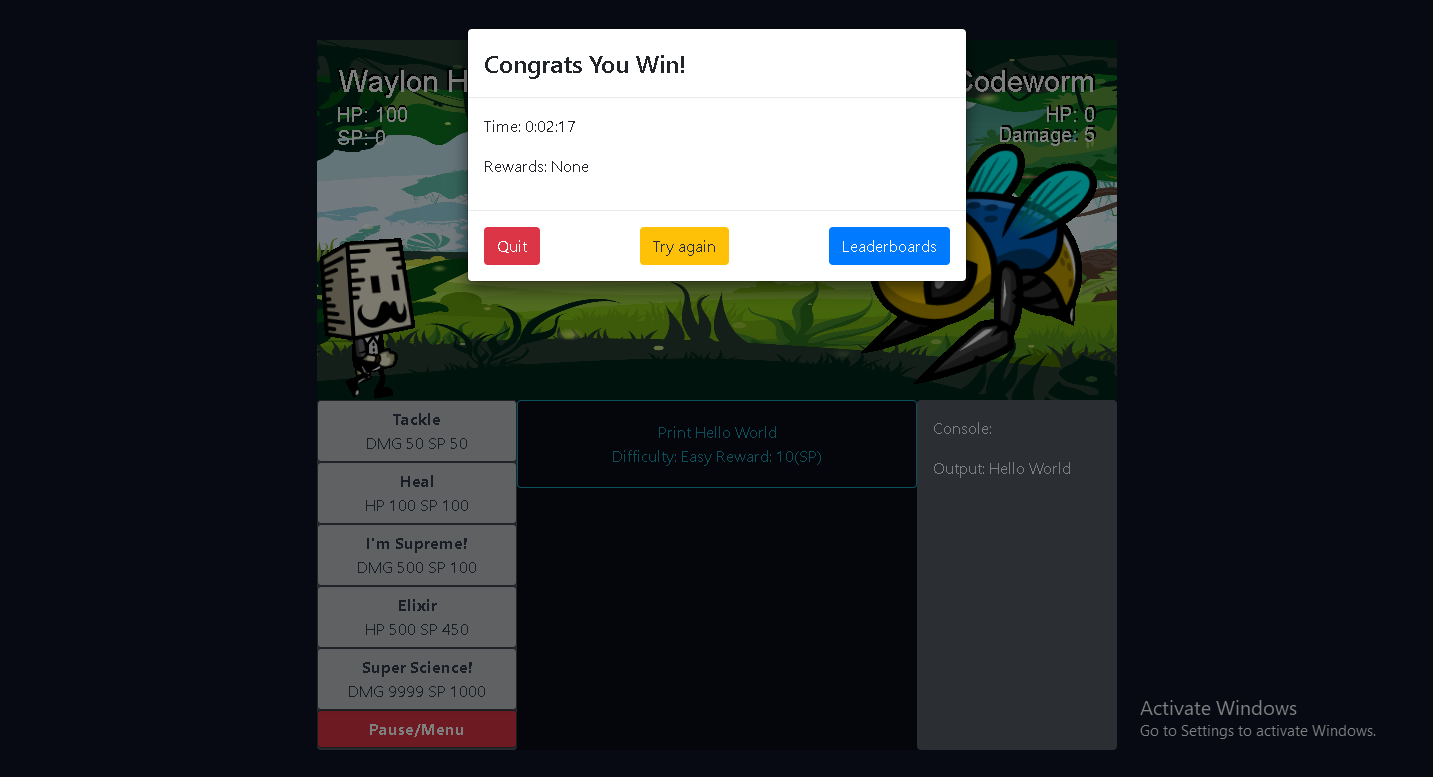 Congrats You Win!
Time: 0:02:17
Rewards: None
Quit
Try again
Leaderboards
Waylon H
HP: 100
SP: 0
Codeworm
HP: 0
Damage: 5
Tackle
DMG 50 SP 50
Heal
HP 100 SP 100
I'm Supreme!
DMG 500 SP 100
Elixir
HP 500 SP 450
Super Science!
DMG 9999 SP 1000
Pause/Menu
Print Hello World
Difficulty: Easy Reward: 10(SP)
Console:
Output: Hello World
Activate Windows
Go to Settings to activate Windows.